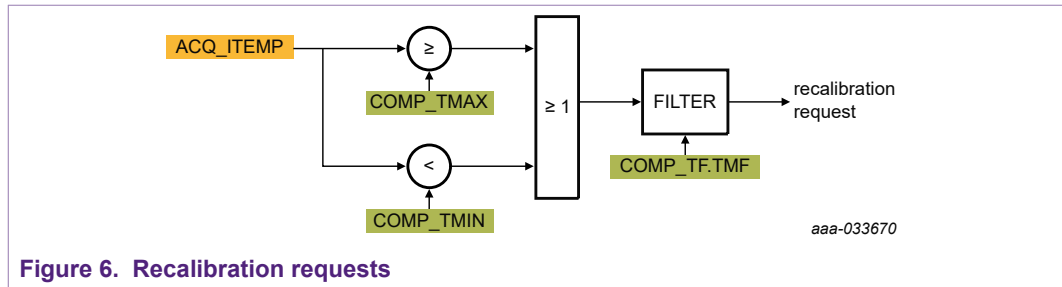 ACQ_ITEMP
≥
COMP_TMAX
<
COMP_TMIN
≥ 1
FILTER
COMP_TF.TMF
recalibration
request
aaa-033670
Figure 6. Recalibration requests